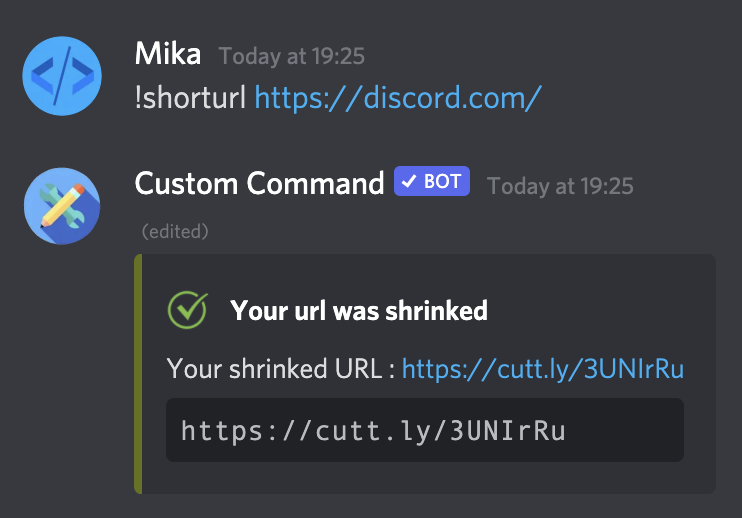 Mika Today at 19:25
!shorturl https://discord.com/
Custom Command ✓ BOT Today at 19:25
(edited)
Your url was shrinked
Your shrinked URL : https://cutt.ly/3UNIrRu
https://cutt.ly/3UNIrRu